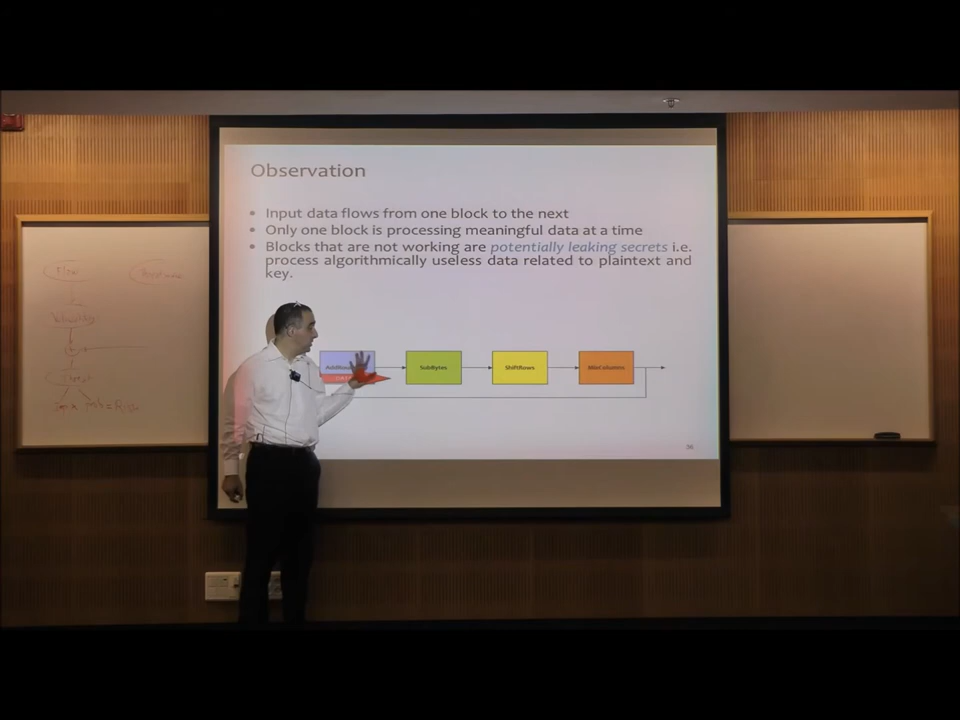 Observation
• Input data flows from one block to the next
• Only one block is processing meaningful data at a time
• Blocks that are not working are potentially leaking secrets i.e.
process algorithmically useless data related to plaintext and
key.
SubBytes
ShiftRows
MixColumns
36